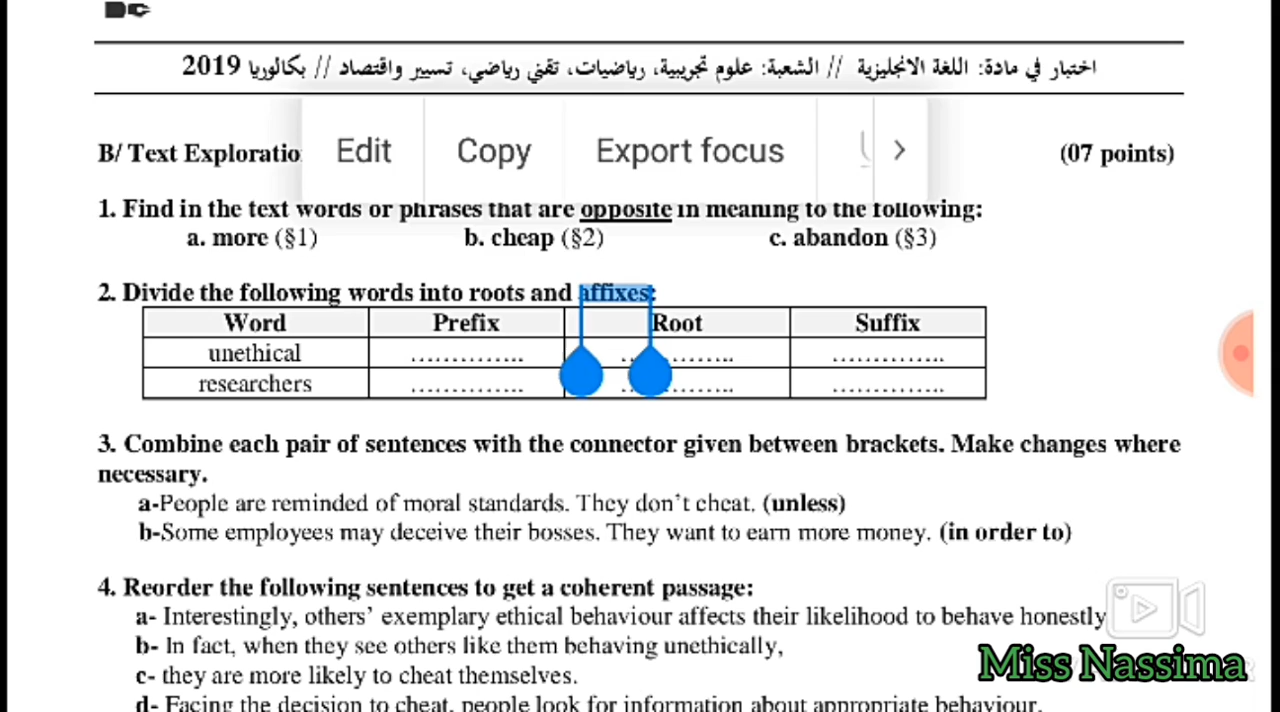 اختبار في مادة: اللغة الانجليزية // الشعبة: علوم تجريبية، رياضيات، تقني رياضي، تسيير واقتصاد // بكالوريا 2019
Edit Copy Export focus
B/ Text Exploratio (07 points)
1. Find in the text words or phrases that are opposite in meaning to the following:
a. more (§1) b. cheap (§2) c. abandon (§3)
2. Divide the following words into roots and affixes:
Word Prefix Root Suffix
unethical ………….. ………….. …………..
researchers ………….. ………….. …………..
3. Combine each pair of sentences with the connector given between brackets. Make changes where
necessary.
a-People are reminded of moral standards. They don't cheat. (unless)
b-Some employees may deceive their bosses. They want to earn more money. (in order to)
4. Reorder the following sentences to get a coherent passage:
a- Interestingly, others' exemplary ethical behaviour affects their likelihood to behave honestly
b- In fact, when they see others like them behaving unethically,
c- they are more likely to cheat themselves.
Miss Nassima
d- Facing the decision to cheat, people look for information about appropriate behaviour.